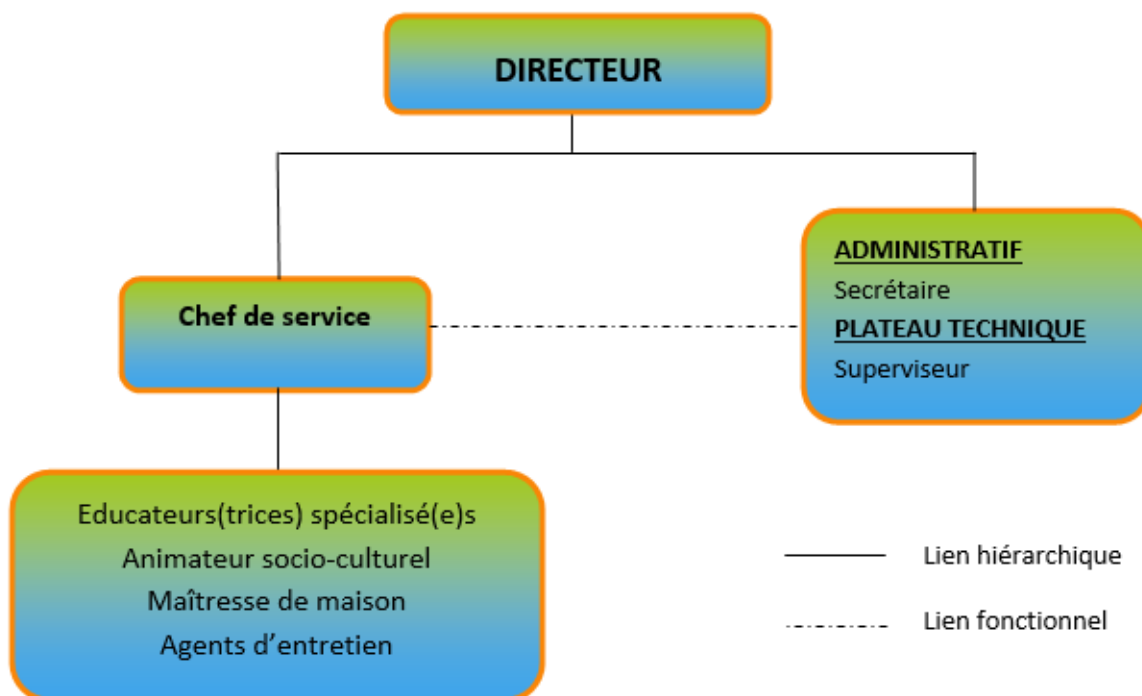 DIRECTEUR
ADMINISTRATIF
Secrétaire
PLATEAU TECHNIQUE
Superviseur
Chef de service
Educateurs(trices) spécialisé(e)s
Animateur socio-culturel
Maîtresse de maison
Agents d’entretien
Lien hiérarchique
Lien fonctionnel